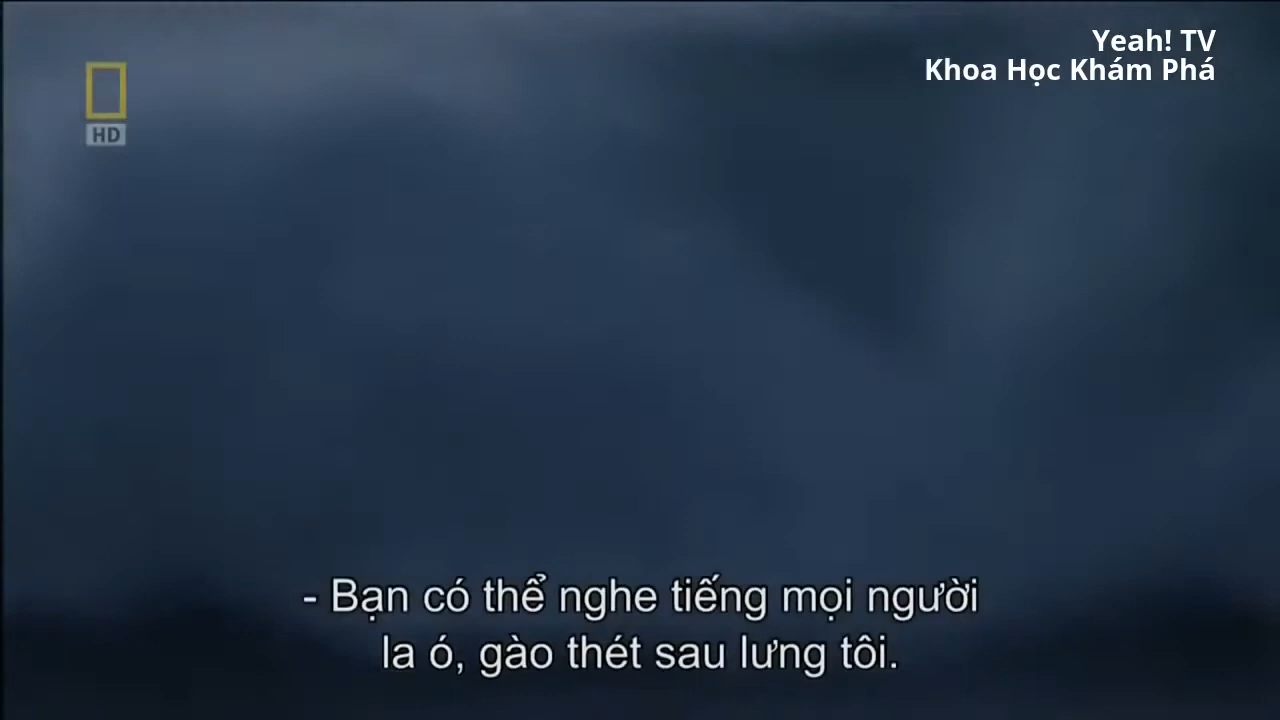 Yeah! TV
Khoa Học Khám Phá
HD
- Bạn có thể nghe tiếng mọi người
la ó, gào thét sau lưng tôi.